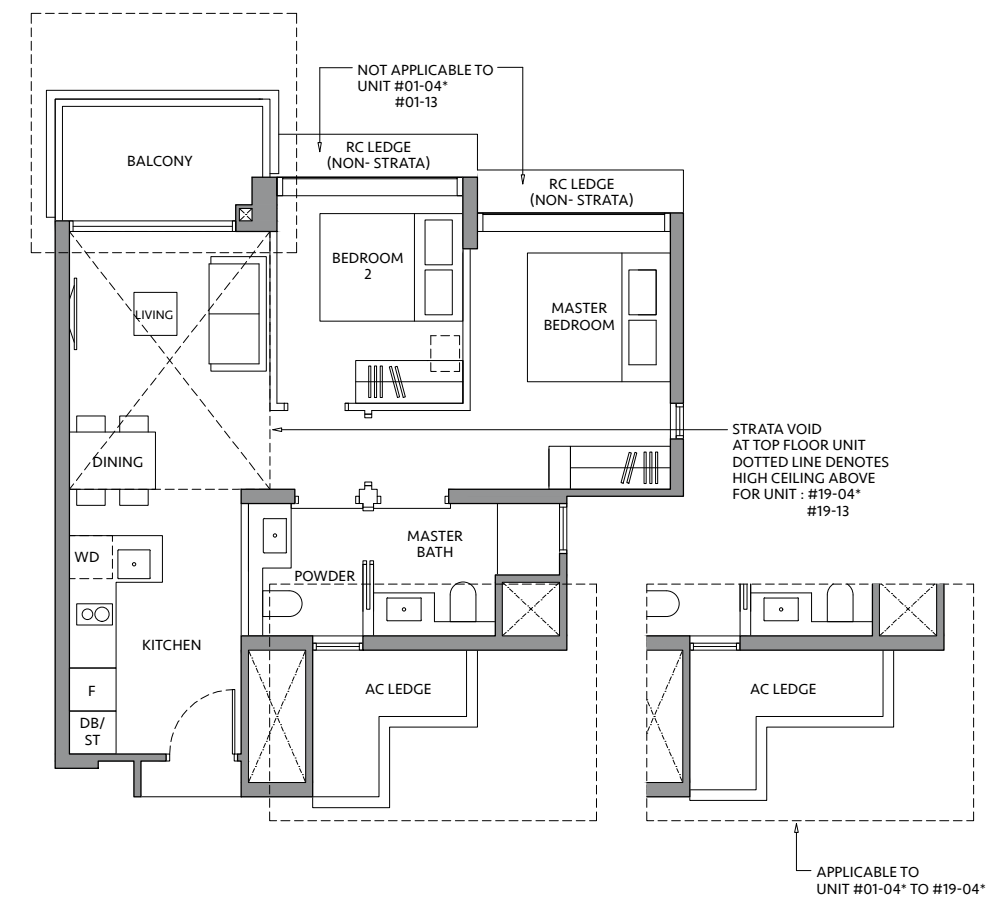 NOT APPLICABLE TO
UNIT #01-04*
#01-13
RC LEDGE
(NON- STRATA)
BALCONY
RC LEDGE
(NON- STRATA)
BEDROOM
2
LIVING
MASTER
BEDROOM
STRATA VOID
AT TOP FLOOR UNIT
DOTTED LINE DENOTES
HIGH CEILING ABOVE
FOR UNIT : #19-04*
#19-13
DINING
MASTER
BATH
WD
POWDER
KITCHEN
F
AC LEDGE
AC LEDGE
DB/
ST
APPLICABLE TO
UNIT #01-04* TO #19-04*